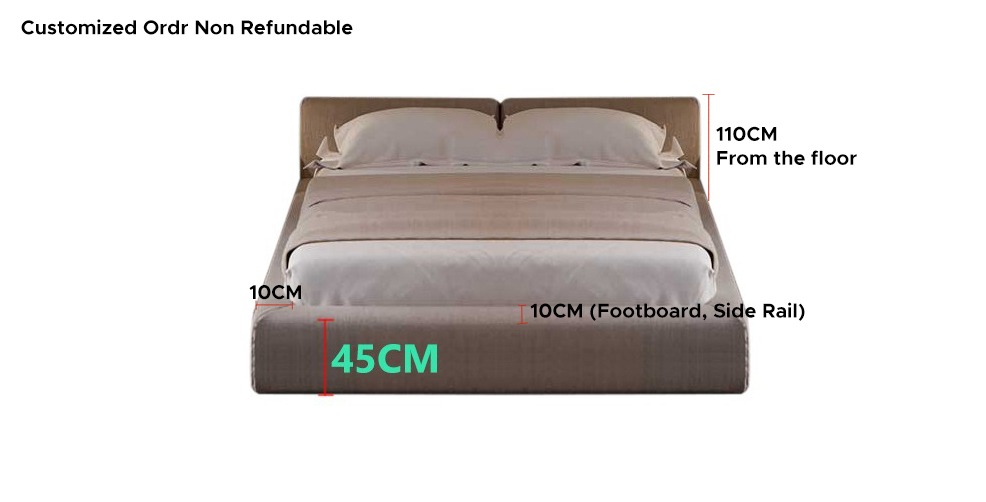 Customized Ordr Non Refundable
110CM
From the floor
10CM
10CM (Footboard, Side Rail)
45CM